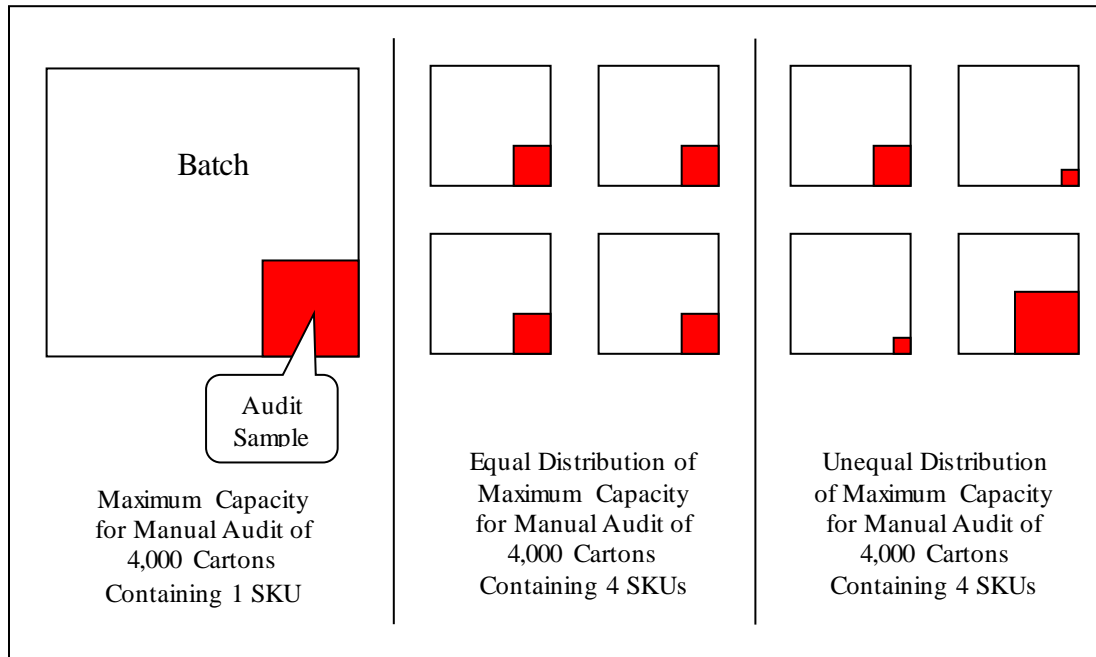 Batch
Audit
Sample
Maximum Capacity
for Manual Audit of
4,000 Cartons
Containing 1 SKU
Equal Distribution of
Maximum Capacity
for Manual Audit of
4,000 Cartons
Containing 4 SKUs
Unequal Distribution
of Maximum Capacity
for Manual Audit of
4,000 Cartons
Containing 4 SKUs